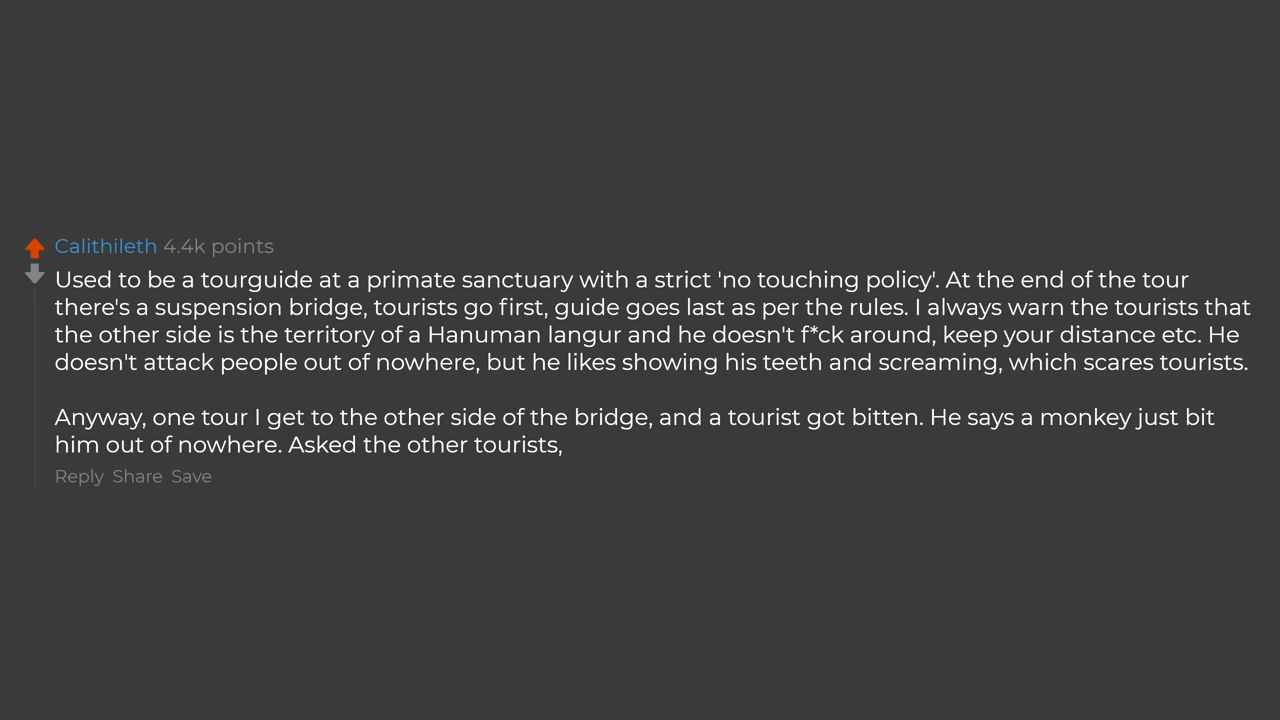 Calithileth 4.4k points
Used to be a tourguide at a primate sanctuary with a strict 'no touching policy'. At the end of the tour
there's a suspension bridge, tourists go first, guide goes last as per the rules. I always warn the tourists that
the other side is the territory of a Hanuman langur and he doesn't f*ck around, keep your distance etc. He
doesn't attack people out of nowhere, but he likes showing his teeth and screaming, which scares tourists.
Anyway, one tour I get to the other side of the bridge, and a tourist got bitten. He says a monkey just bit
him out of nowhere. Asked the other tourists,
Reply Share Save